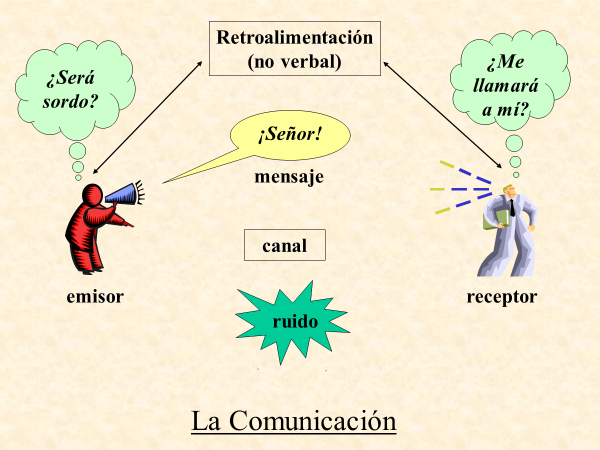 Retroalimentación
(no verbal)
¿Será
sordo?
¿Me
llamará
a mí?
¡Señor!
mensaje
canal
emisor
receptor
ruido
La Comunicación